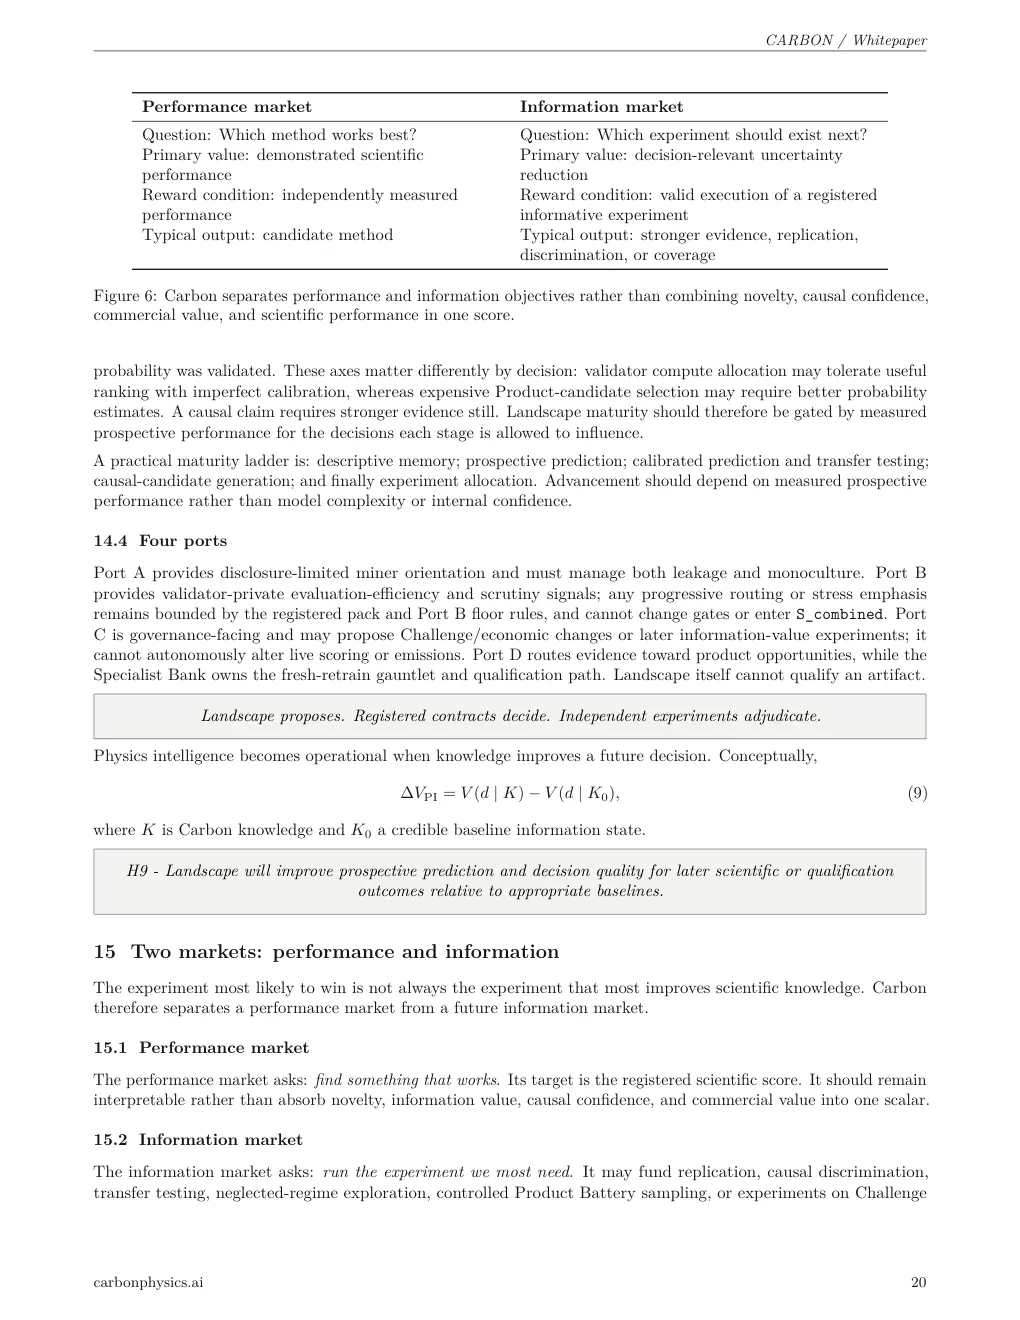 CARBON / Whitepaper
Performance market
Information market
Question: Which method works best?
Question: Which experiment should exist next?
Primary value: demonstrated scientific
performance
Primary value: decision-relevant uncertainty
reduction
Reward condition: independently measured
performance
Reward condition: valid execution of a registered
informative experiment
Typical output: candidate method
Typical output: stronger evidence, replication,
discrimination, or coverage
Figure 6: Carbon separates performance and information objectives rather than combining novelty, causal confidence,
commercial value, and scientific performance in one score.
probability was validated. These axes matter differently by decision: validator compute allocation may tolerate useful
ranking with imperfect calibration, whereas expensive Product-candidate selection may require better probability
estimates. A causal claim requires stronger evidence still. Landscape maturity should therefore be gated by measured
prospective performance for the decisions each stage is allowed to influence.
A practical maturity ladder is: descriptive memory; prospective prediction; calibrated prediction and transfer testing;
causal-candidate generation; and finally experiment allocation. Advancement should depend on measured prospective
performance rather than model complexity or internal confidence.
14.4 Four ports
Port A provides disclosure-limited miner orientation and must manage both leakage and monoculture. Port B
provides validator-private evaluation-efficiency and scrutiny signals; any progressive routing or stress emphasis
remains bounded by the registered pack and Port B floor rules, and cannot change gates or enter S_combined. Port
C is governance-facing and may propose Challenge/economic changes or later information-value experiments; it
cannot autonomously alter live scoring or emissions. Port D routes evidence toward product opportunities, while the
Specialist Bank owns the fresh-retrain gauntlet and qualification path. Landscape itself cannot qualify an artifact.
Landscape proposes. Registered contracts decide. Independent experiments adjudicate.
Physics intelligence becomes operational when knowledge improves a future decision. Conceptually,
ΔV_PI = V(d | K) − V(d | K₀), (9)
where K is Carbon knowledge and K₀ a credible baseline information state.
H9 - Landscape will improve prospective prediction and decision quality for later scientific or qualification
outcomes relative to appropriate baselines.
15 Two markets: performance and information
The experiment most likely to win is not always the experiment that most improves scientific knowledge. Carbon
therefore separates a performance market from a future information market.
15.1 Performance market
The performance market asks: find something that works. Its target is the registered scientific score. It should remain
interpretable rather than absorb novelty, information value, causal confidence, and commercial value into one scalar.
15.2 Information market
The information market asks: run the experiment we most need. It may fund replication, causal discrimination,
transfer testing, neglected-regime exploration, controlled Product Battery sampling, or experiments on Challenge
carbonphysics.ai
20